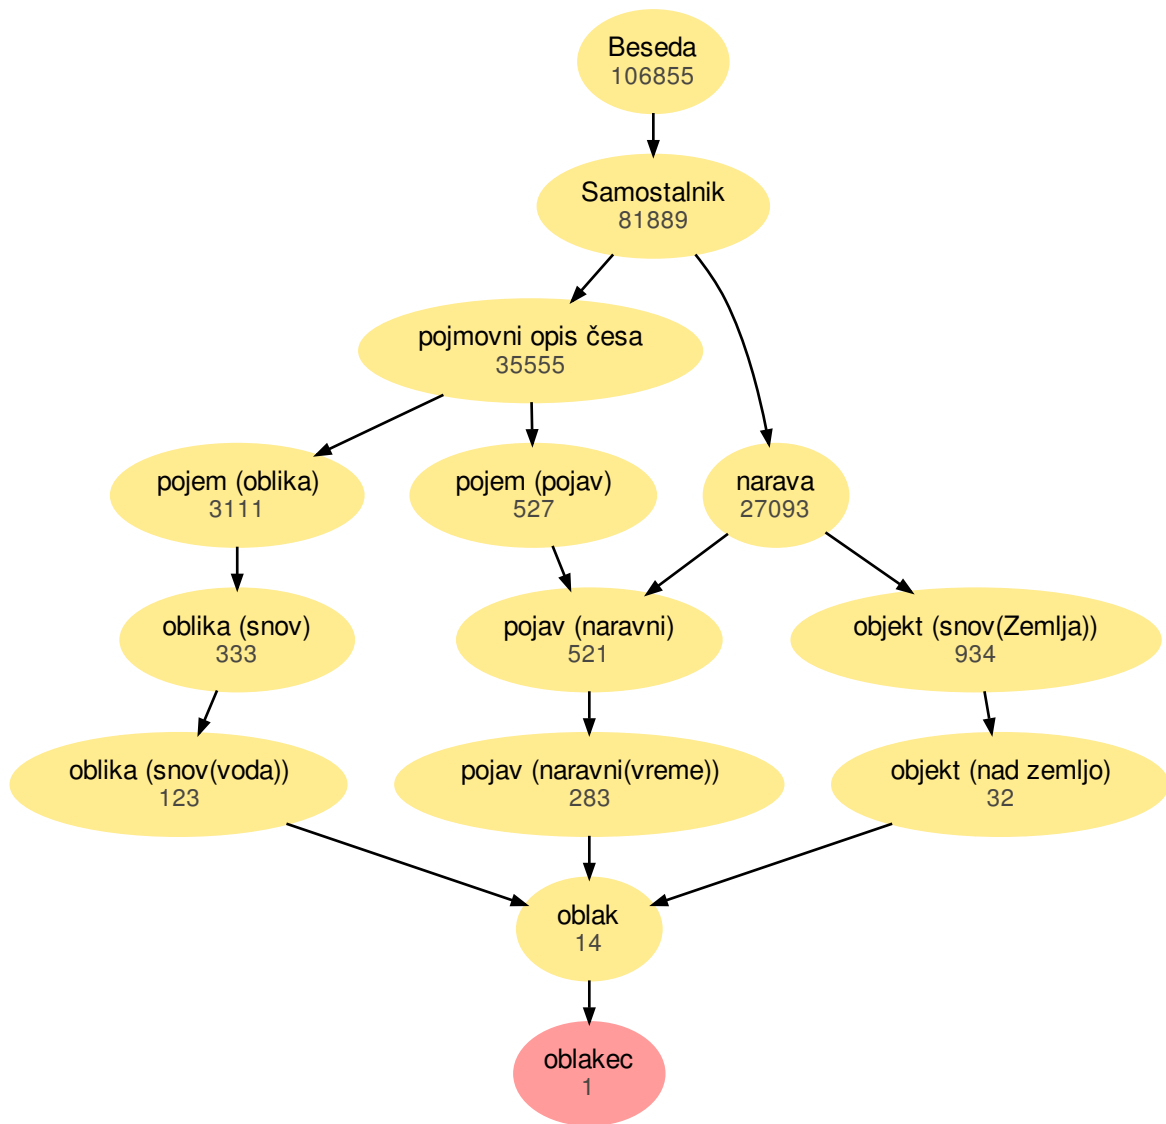 Beseda
106855
Samostalnik
81889
pojmovni opis česa
35555
pojem (oblika)
3111
pojem (pojav)
527
narava
27093
oblika (snov)
333
pojav (naravni)
521
objekt (snov(Zemlja))
934
oblika (snov(voda))
123
pojav (naravni(vreme))
283
objekt (nad zemljo)
32
oblak
14
oblakec
1